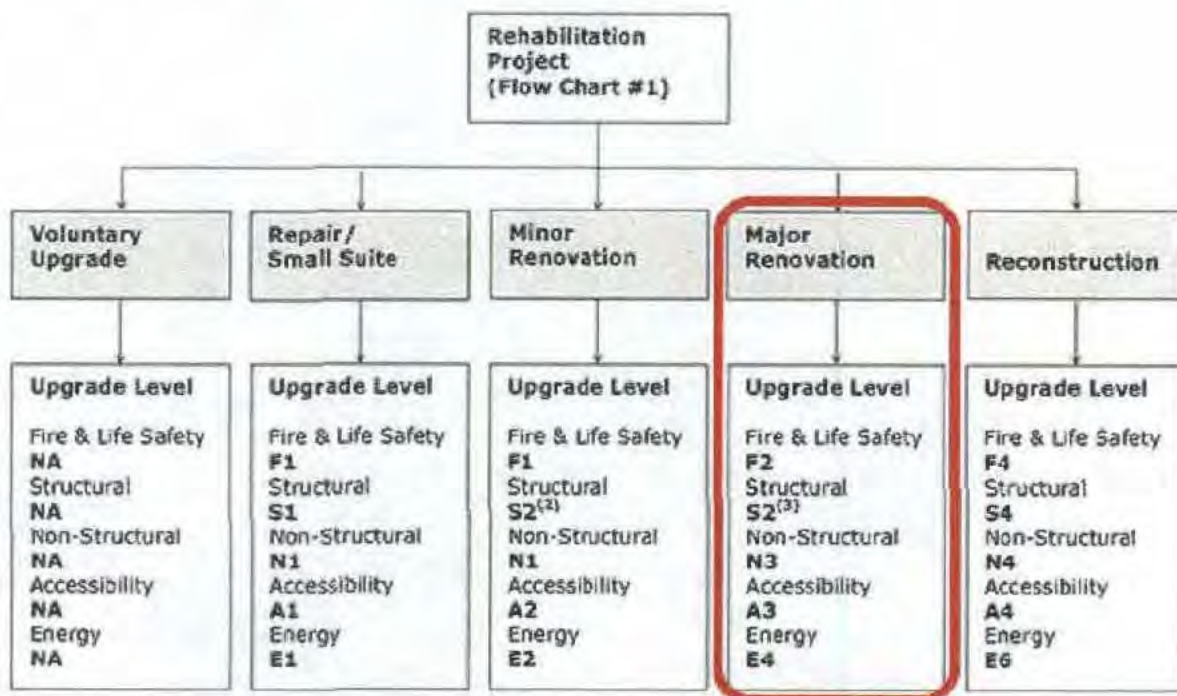 Rehabilitation
Project
(Flow Chart #1)
Voluntary
Upgrade
Repair/
Small Suite
Minor
Renovation
Major
Renovation
Reconstruction
Upgrade Level
Fire & Life Safety
NA
Structural
NA
Non-Structural
NA
Accessibility
NA
Energy
NA
Upgrade Level
Fire & Life Safety
F1
Structural
S1
Non-Structural
N1
Accessibility
A1
Energy
E1
Upgrade Level
Fire & Life Safety
F1
Structural
S2(2)
Non-Structural
N1
Accessibility
A2
Energy
E2
Upgrade Level
Fire & Life Safety
F2
Structural
S2(3)
Non-Structural
N3
Accessibility
A3
Energy
E4
Upgrade Level
Fire & Life Safety
F4
Structural
S4
Non-Structural
N4
Accessibility
A4
Energy
E6